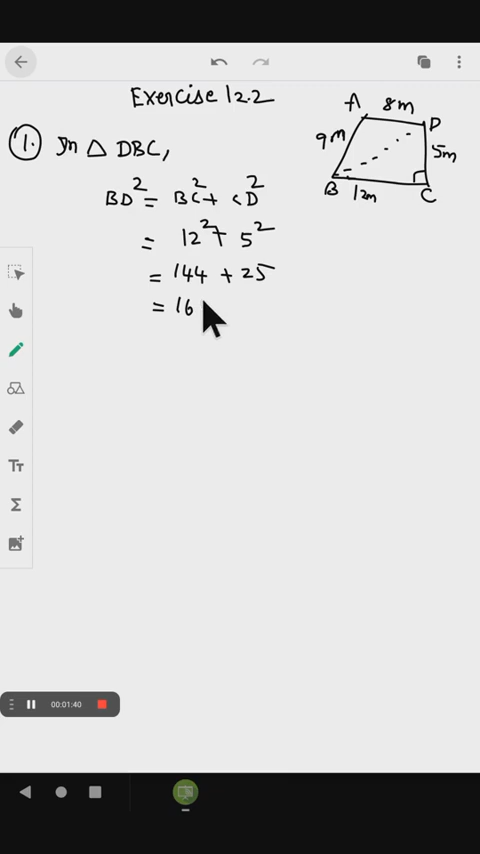 Exercise 12.2
1. In △ DBC,
BD² = BC² + CD²
= 12² + 5²
= 144 + 25
= 16
A 8m D
9m 5m
B 12m C
Tт
Σ
00:01:40